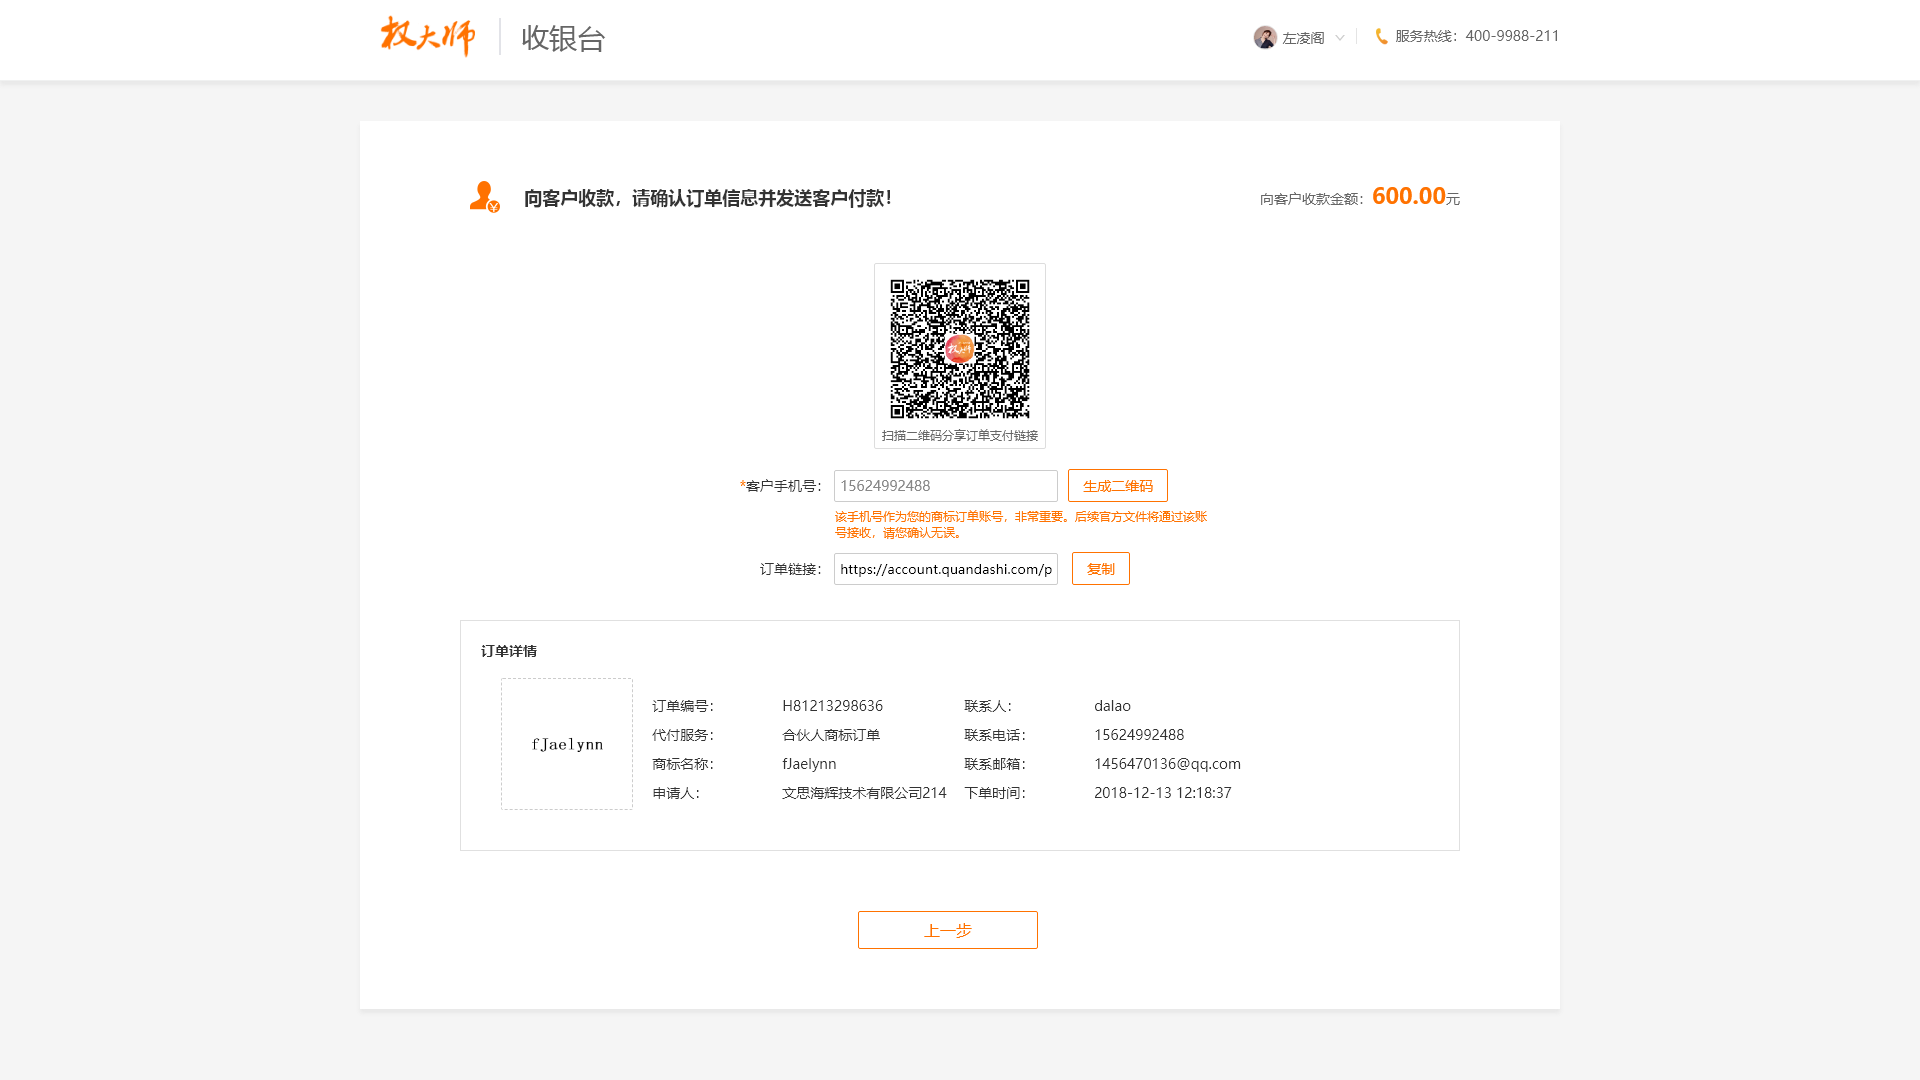 权大师
收银台
左凌阁
服务热线：400-9988-211
向客户收款，请确认订单信息并发送客户付款！
向客户收款金额：600.00元
权大师
扫描二维码分享订单支付链接
*客户手机号：
15624992488
生成二维码
该手机号作为您的商标订单账号，非常重要。后续官方文件将通过该账
号接收，请您确认无误。
订单链接：
https://account.quandashi.com/p
复制
订单详情
fJaelynn
订单编号： H81213298636 联系人： dalao
代付服务： 合伙人商标订单 联系电话： 15624992488
商标名称： fJaelynn 联系邮箱： 1456470136@qq.com
申请人： 文思海辉技术有限公司214 下单时间： 2018-12-13 12:18:37
上一步